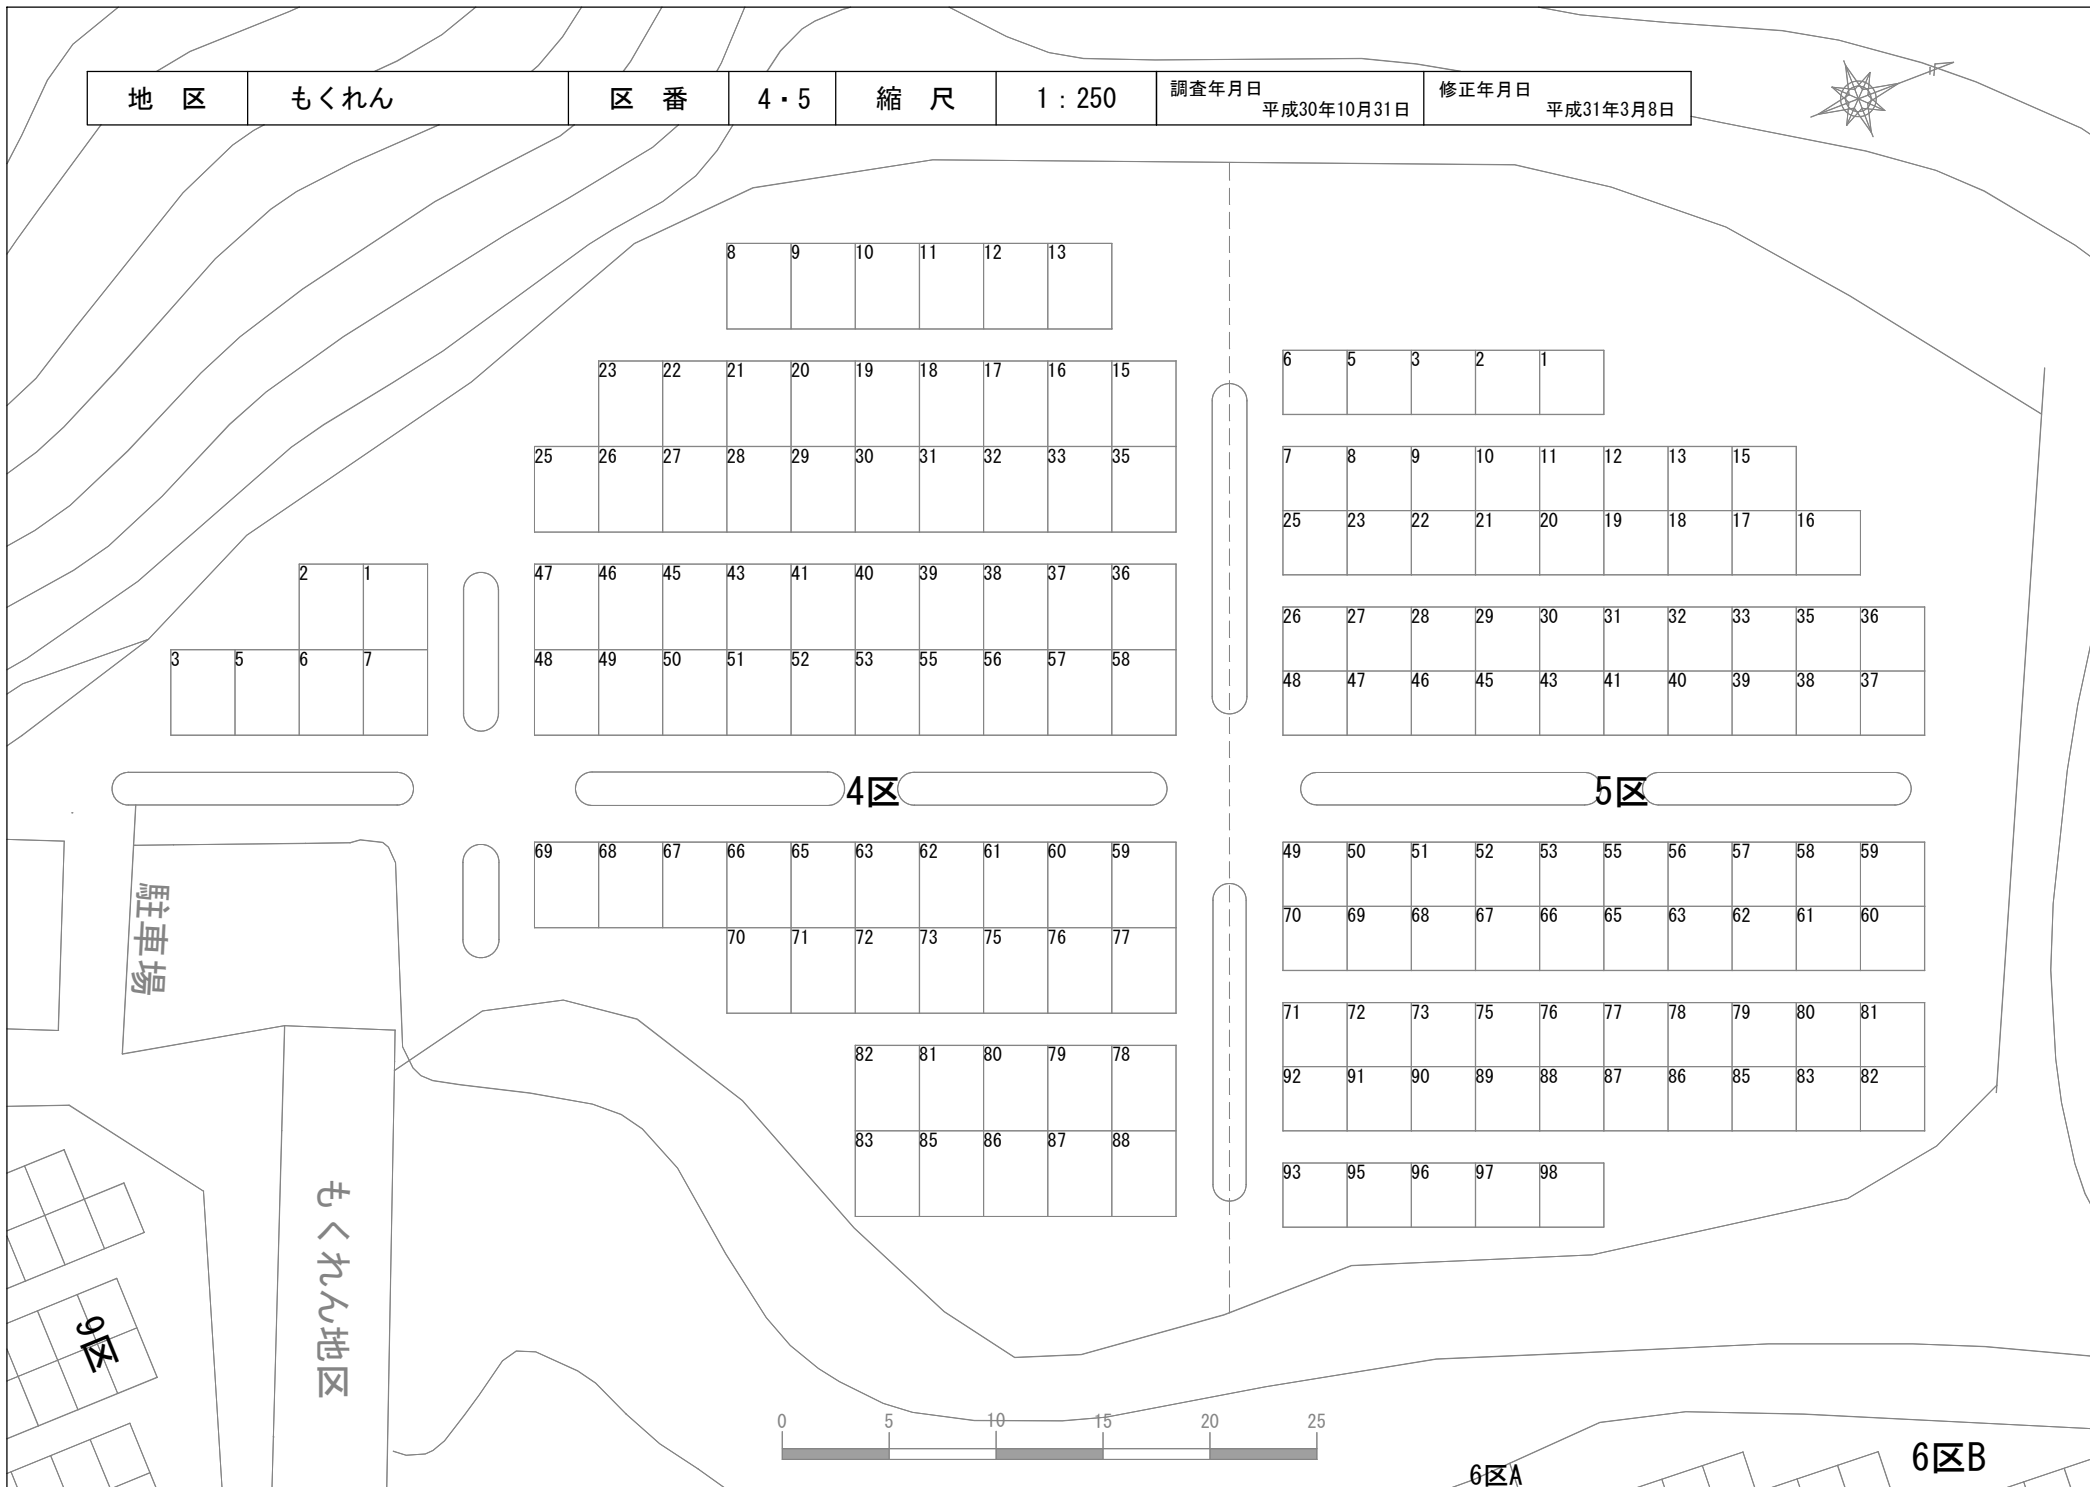 地 区 もくれん 区 番 4・5 縮 尺 1：250 調査年月日 平成30年10月31日 修正年月日 平成31年3月8日
8 9 10 11 12 13
23 22 21 20 19 18 17 16 15
25 26 27 28 29 30 31 32 33 35
2 1
3 5 6 7
47 46 45 43 41 40 39 38 37 36
48 49 50 51 52 53 55 56 57 58
4区
69 68 67 66 65 63 62 61 60 59
70 71 72 73 75 76 77
82 81 80 79 78
83 85 86 87 88
6 5 3 2 1
7 8 9 10 11 12 13 15
25 23 22 21 20 19 18 17 16
26 27 28 29 30 31 32 33 35 36
48 47 46 45 43 41 40 39 38 37
5区
49 50 51 52 53 55 56 57 58 59
70 69 68 67 66 65 63 62 61 60
71 72 73 75 76 77 78 79 80 81
92 91 90 89 88 87 86 85 83 82
93 95 96 97 98
駐車場
もくれん地区
9区
0 5 10 15 20 25
6区A
6区B